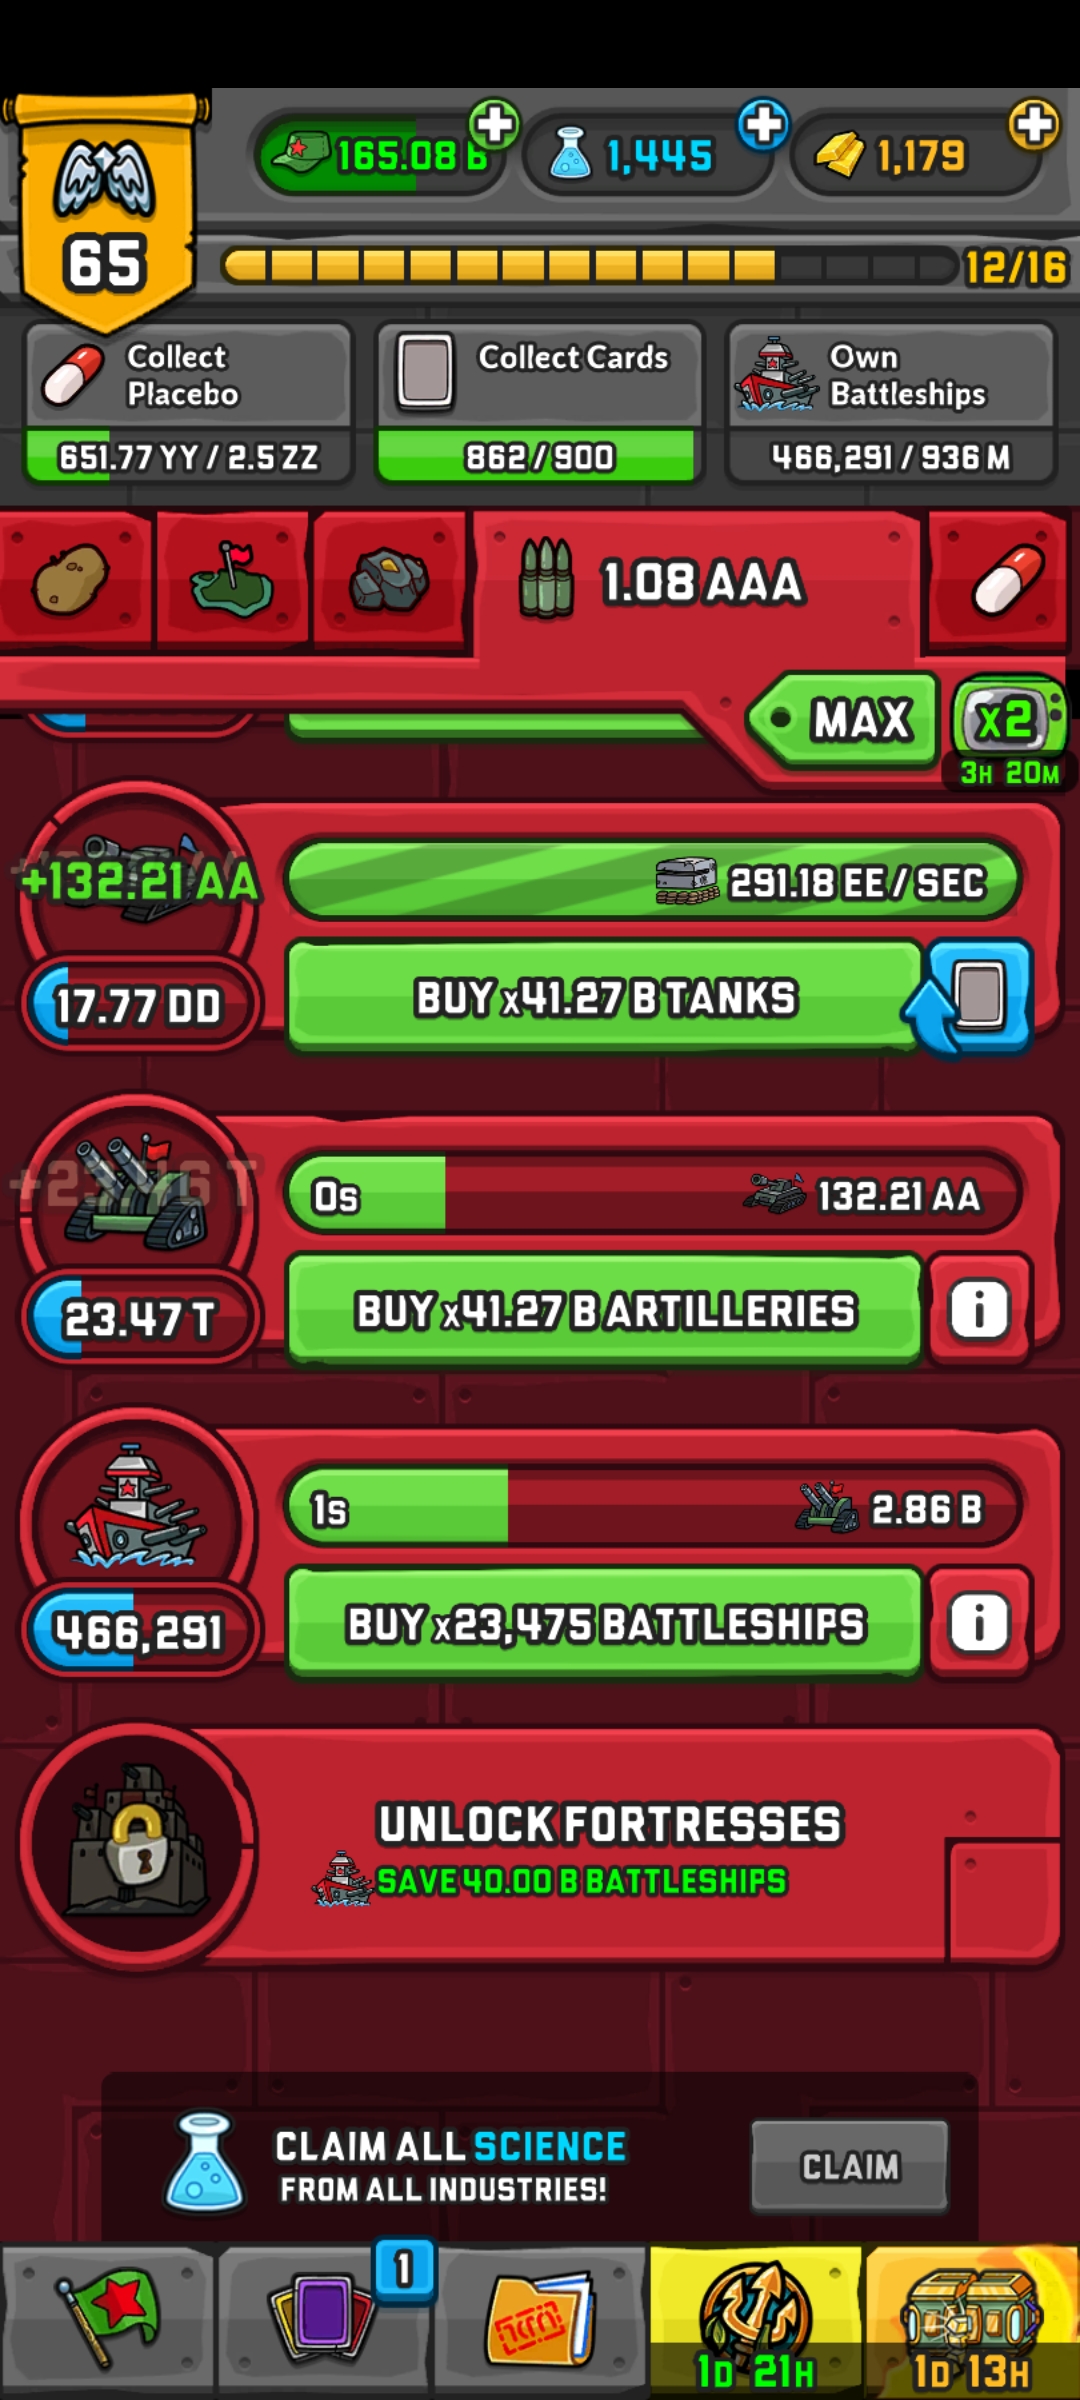 165.08 B
1,445
1,179
65
12/16
Collect
Placebo
651.77 YY / 2.5 ZZ
Collect Cards
862/900
Own
Battleships
466,291 / 936 M
1.08 AAA
MAX
x2
3H 20M
+132.21 AA
291.18 EE/SEC
17.77 DD
BUY x41.27 B TANKS
0s
132.21 AA
23.47 T
BUY x41.27 B ARTILLERIES
i
1s
2.86 B
466,291
BUY x23,475 BATTLESHIPS
i
UNLOCK FORTRESSES
SAVE 40.00 B BATTLESHIPS
CLAIM ALL SCIENCE
FROM ALL INDUSTRIES!
CLAIM
1
1D 21H
1D 13H